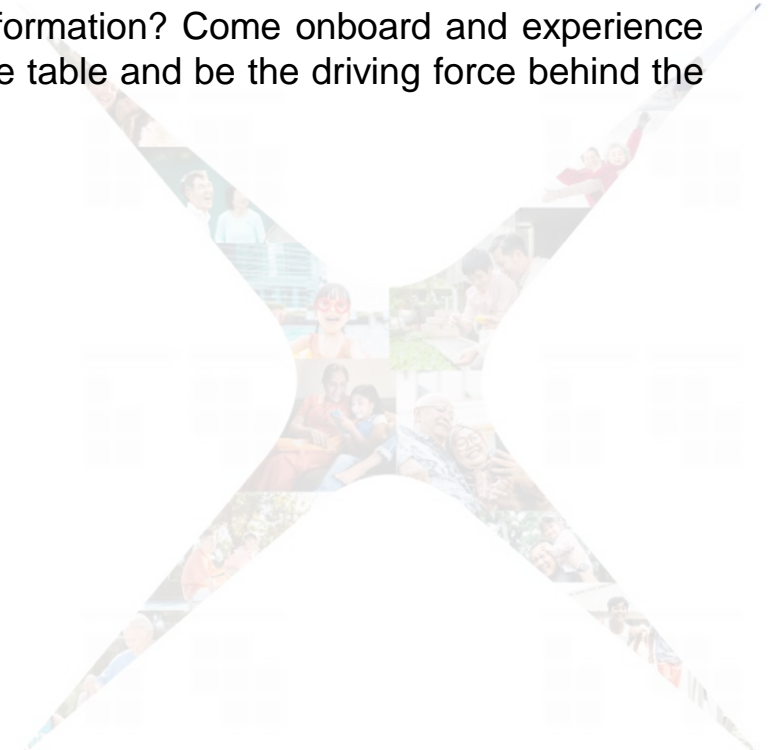 formation? Come onboard and experience
e table and be the driving force behind the